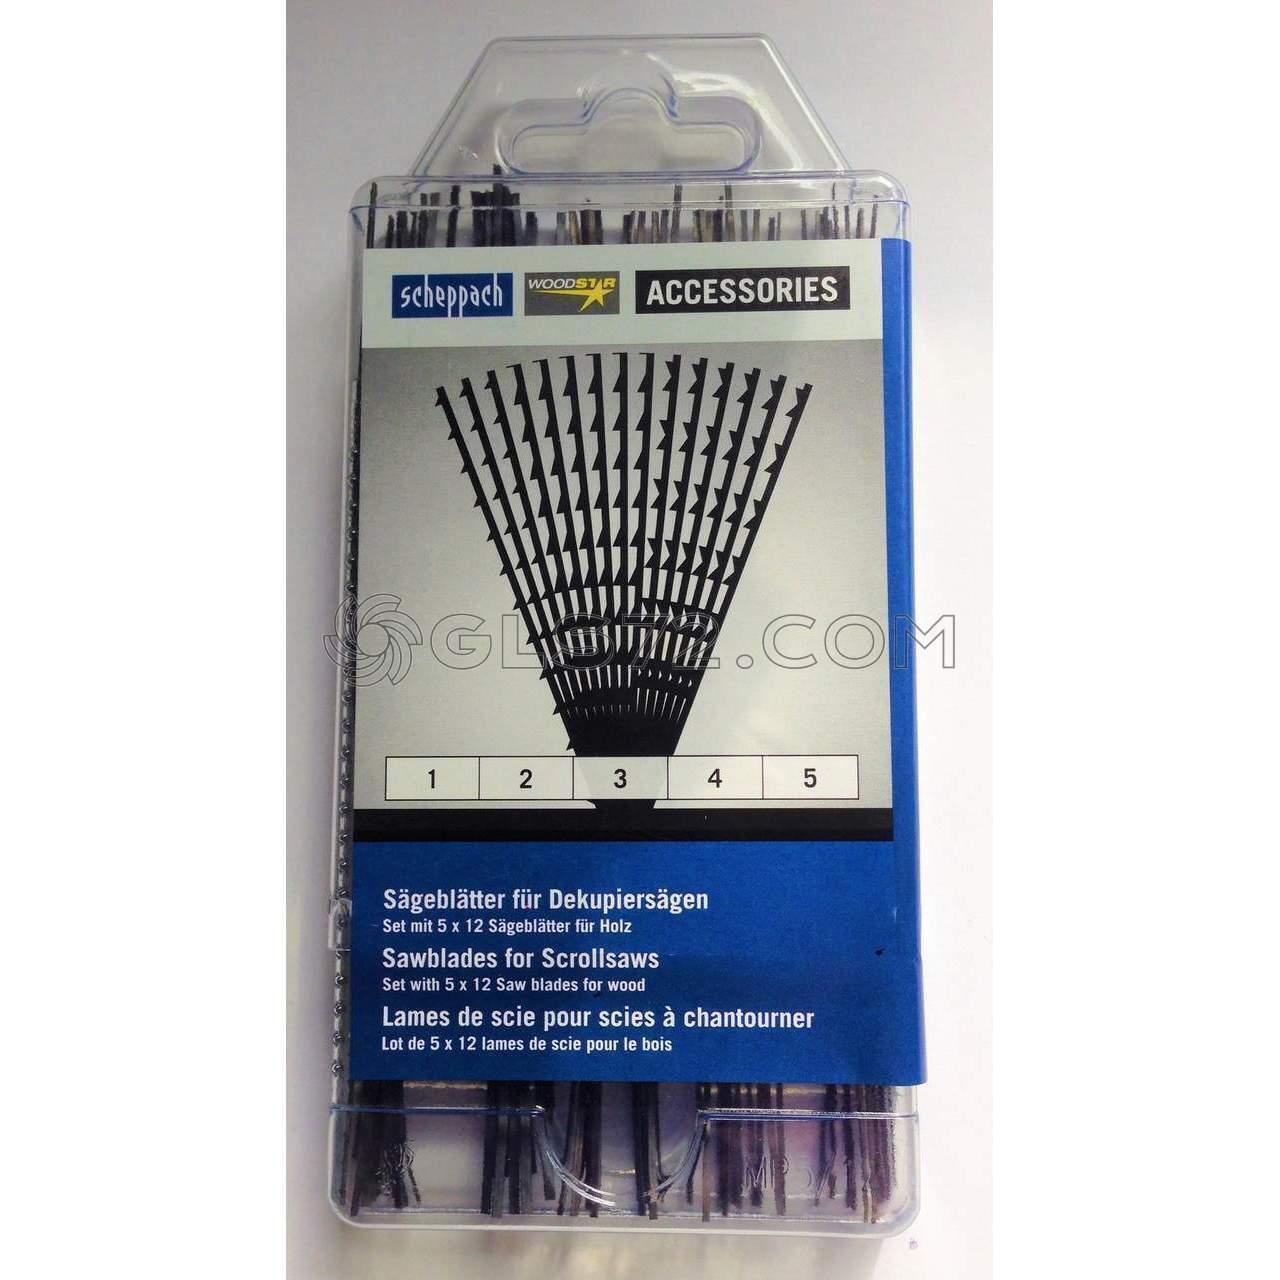 scheppach WOODSTAR ACCESSORIES
GLS72.COM
1 2 3 4 5
Sägeblätter für Dekupiersägen
Set mit 5 x 12 Sägeblätter für Holz
Sawblades for Scrollsaws
Set with 5 x 12 Saw blades for wood
Lames de scie pour scies à chantourner
Lot de 5 x 12 lames de scie pour le bois